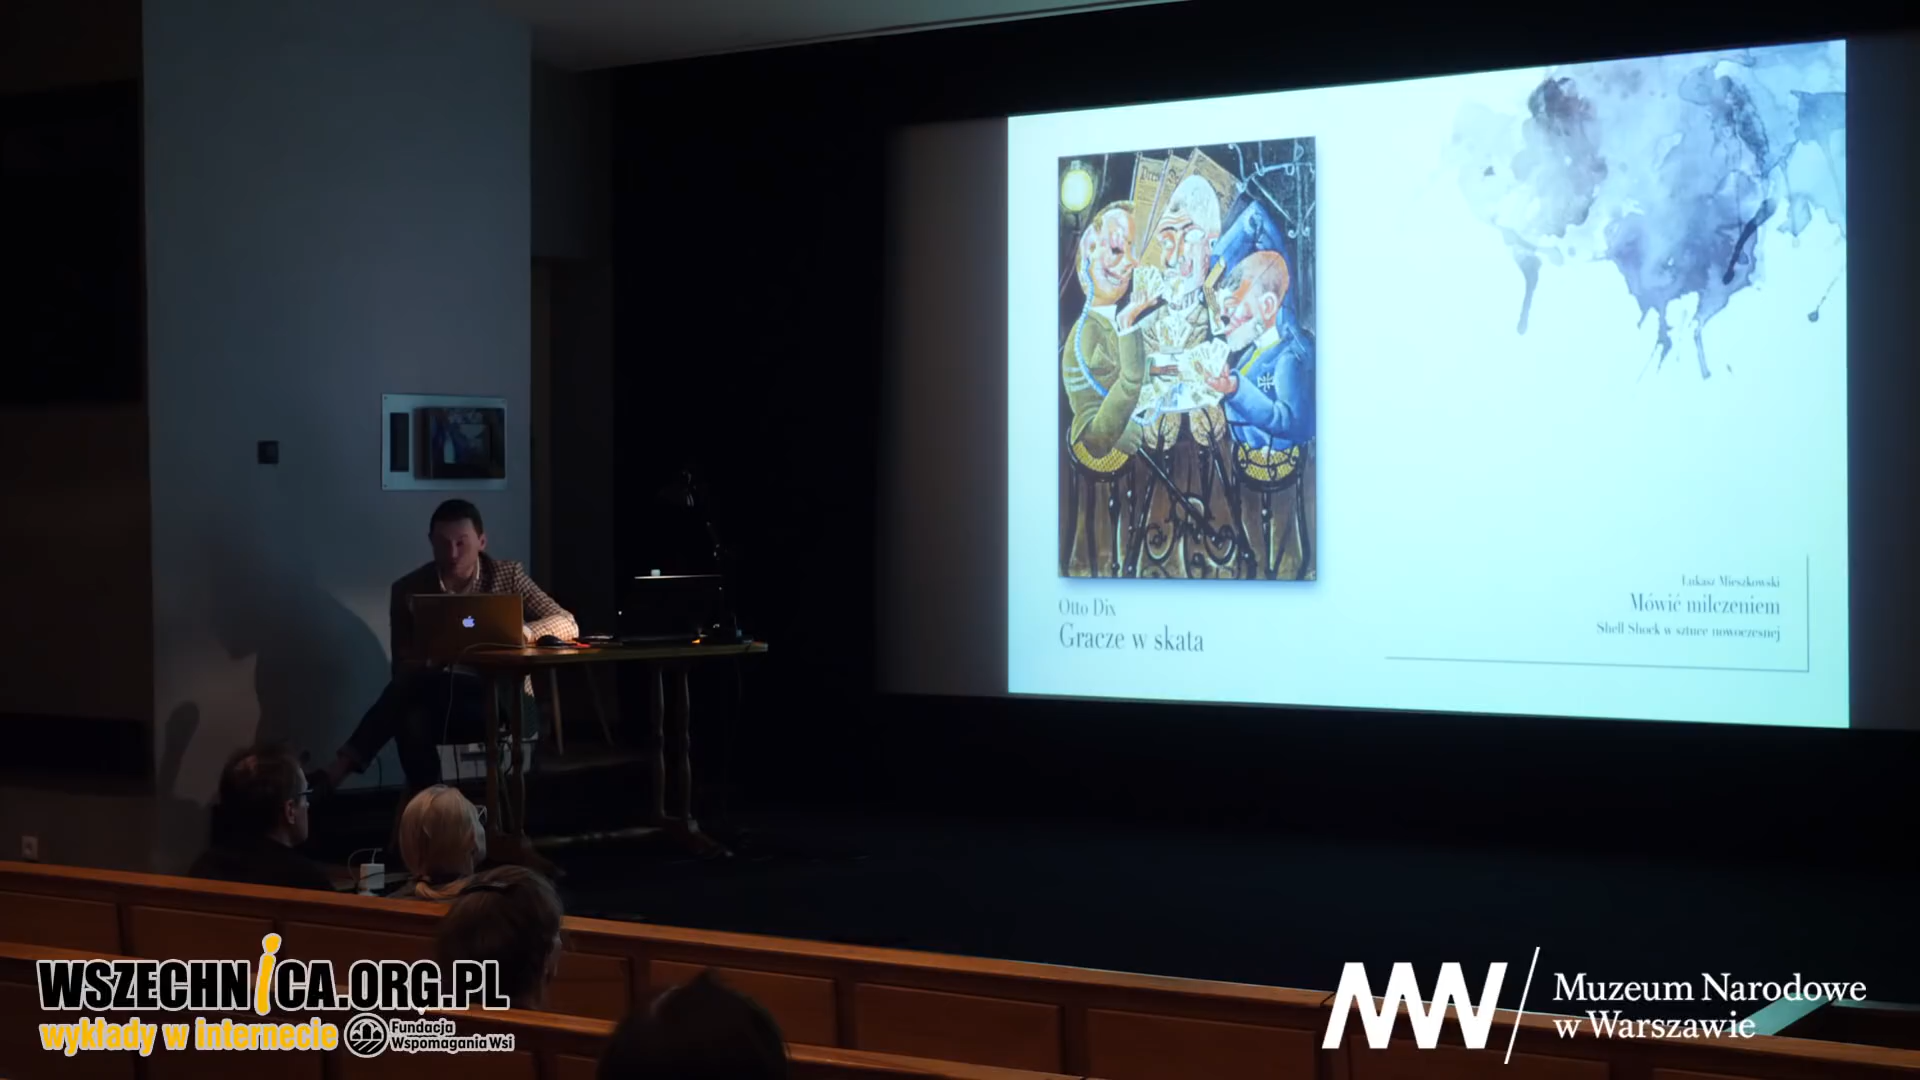 Otto Dix
Gracze w skata
Łukasz Mieszkowski
Mówić milczeniem
Shell Shock w sztuce nowoczesnej
WSZECHNiCA.ORG.PL
wykłady w internecie
Fundacja
Wspomagania Wsi
Muzeum Narodowe
w Warszawie